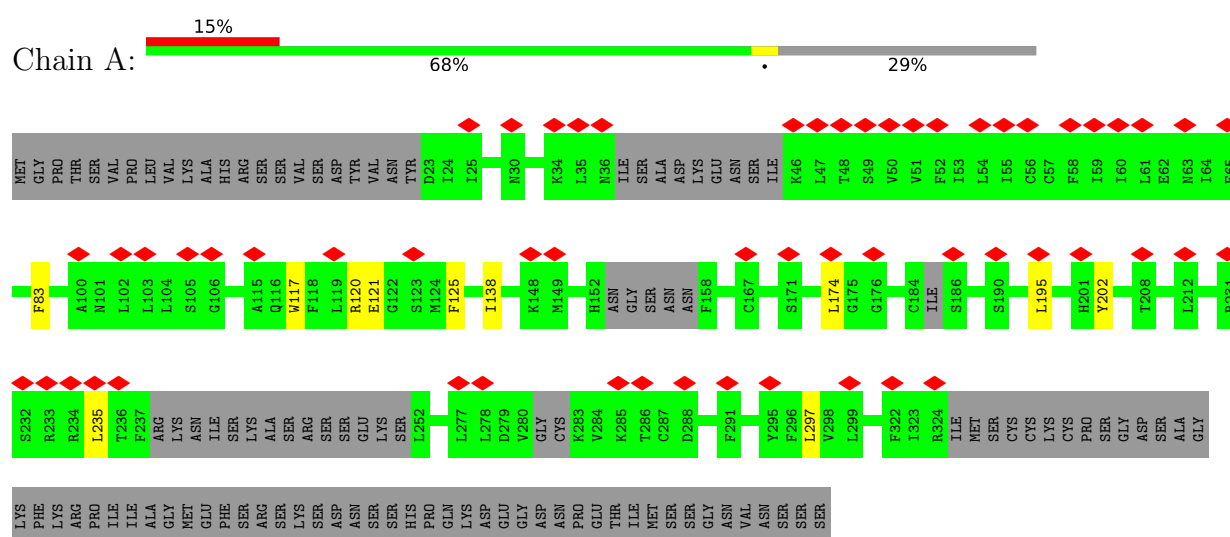 15%
Chain A:
68% • 29%
MET GLY PRO THR SER VAL PRO LEU VAL LYS ALA HIS ARG SER SER VAL SER ASP TYR VAL ASN TYR D23 I24 I25 N30 K34 L35 N36 ILE SER ALA ASP LYS GLU ASN SER ILE K46 L47 T48 S49 V50 V51 F52 I53 L54 I55 C56 C57 F58 I59 I60 L61 E62 N63 I64 F65
F83 A100 N101 L102 L103 L104 S105 G106 A115 Q116 W117 F118 L119 R120 E121 G122 S123 M124 F125 I138 K148 M149 H152 ASN GLY SER ASN ASN F158 C167 S171 L174 G175 G176 C184 ILE S186 S190 L195 H201 Y202 T208 L212 R231
S232 R233 R234 L235 T236 F237 ARG LYS ASN ILE SER LYS ALA SER ARG SER SER GLU LYS SER L252 L277 L278 D279 V280 GLY CYS K283 V284 K285 T286 C287 D288 F291 Y295 F296 L297 V298 L299 F322 I323 R324 ILE MET SER CYS CYS LYS CYS PRO SER GLY ASP SER ALA GLY
LYS PHE LYS ARG PRO ILE ILE ALA GLY MET GLU PHE SER ARG SER LYS SER ASP ASN SER SER HIS PRO GLN LYS ASP GLU GLY ASP ASN PRO GLU THR ILE MET SER SER GLY ASN VAL ASN SER SER SER